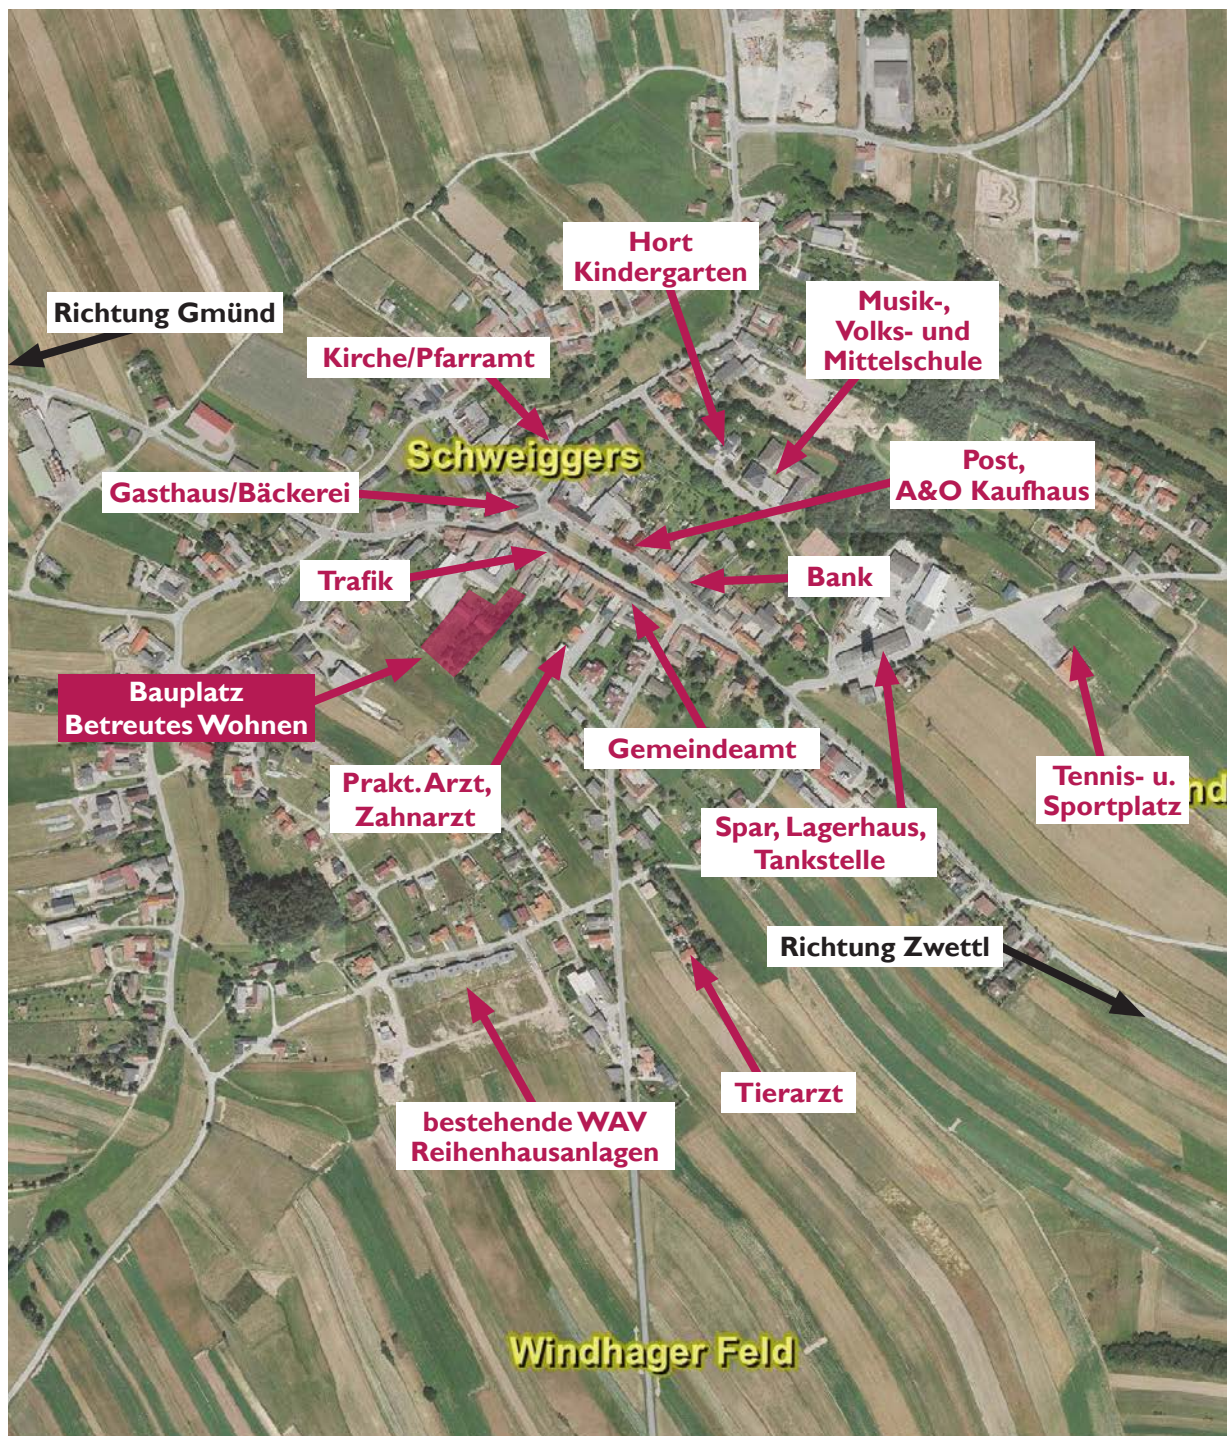 Hort
Kindergarten
Richtung Gmünd
Musik-,
Volks- und
Mittelschule
Kirche/Pfarramt
Schweiggers
Post,
A&O Kaufhaus
Gasthaus/Bäckerei
Trafik
Bank
Bauplatz
Betreutes Wohnen
Gemeindeamt
Prakt. Arzt,
Zahnarzt
Tennis- u.
Sportplatz
nd
Spar, Lagerhaus,
Tankstelle
Richtung Zwettl
Tierarzt
bestehende WAV
Reihenhausanlagen
Windhager Feld